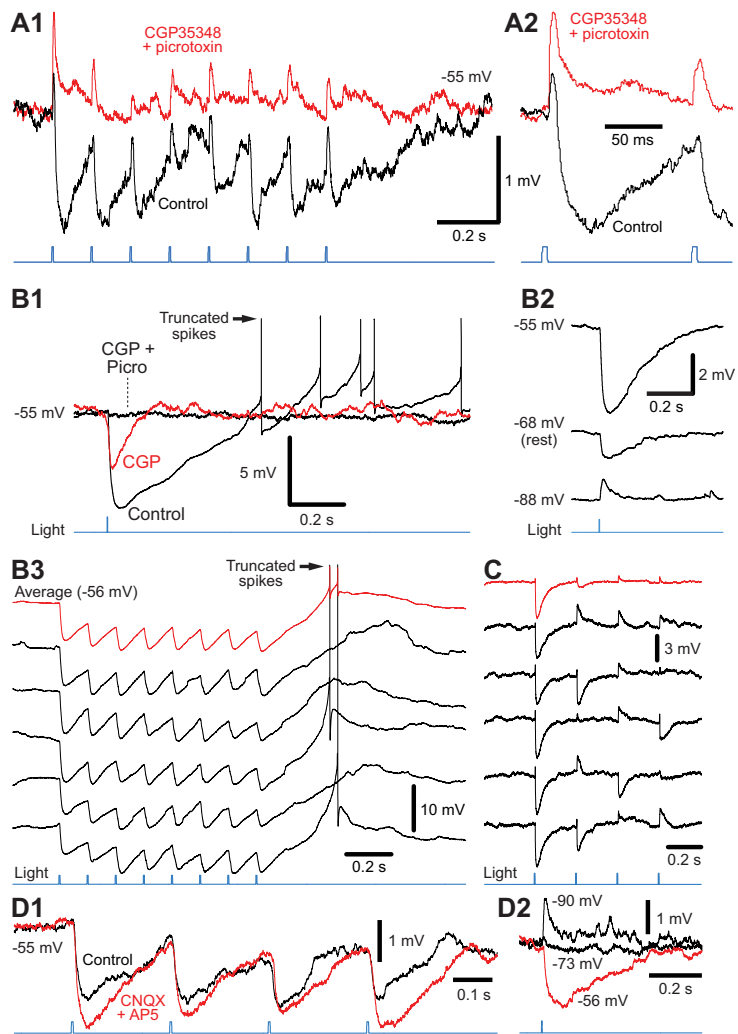 A1
CGP35348
+ picrotoxin
-55 mV
Control
1 mV
0.2 s
A2
CGP35348
+ picrotoxin
50 ms
Control
B1
Truncated
spikes
CGP +
Picro
-55 mV
CGP
Control
5 mV
0.2 s
Light
B2
-55 mV
2 mV
0.2 s
-68 mV
(rest)
-88 mV
Light
B3
Truncated
spikes
Average (-56 mV)
10 mV
0.2 s
Light
C
3 mV
0.2 s
Light
D1
-55 mV
Control
CNQX
+ AP5
1 mV
0.1 s
D2
-90 mV
1 mV
-73 mV
-56 mV
0.2 s